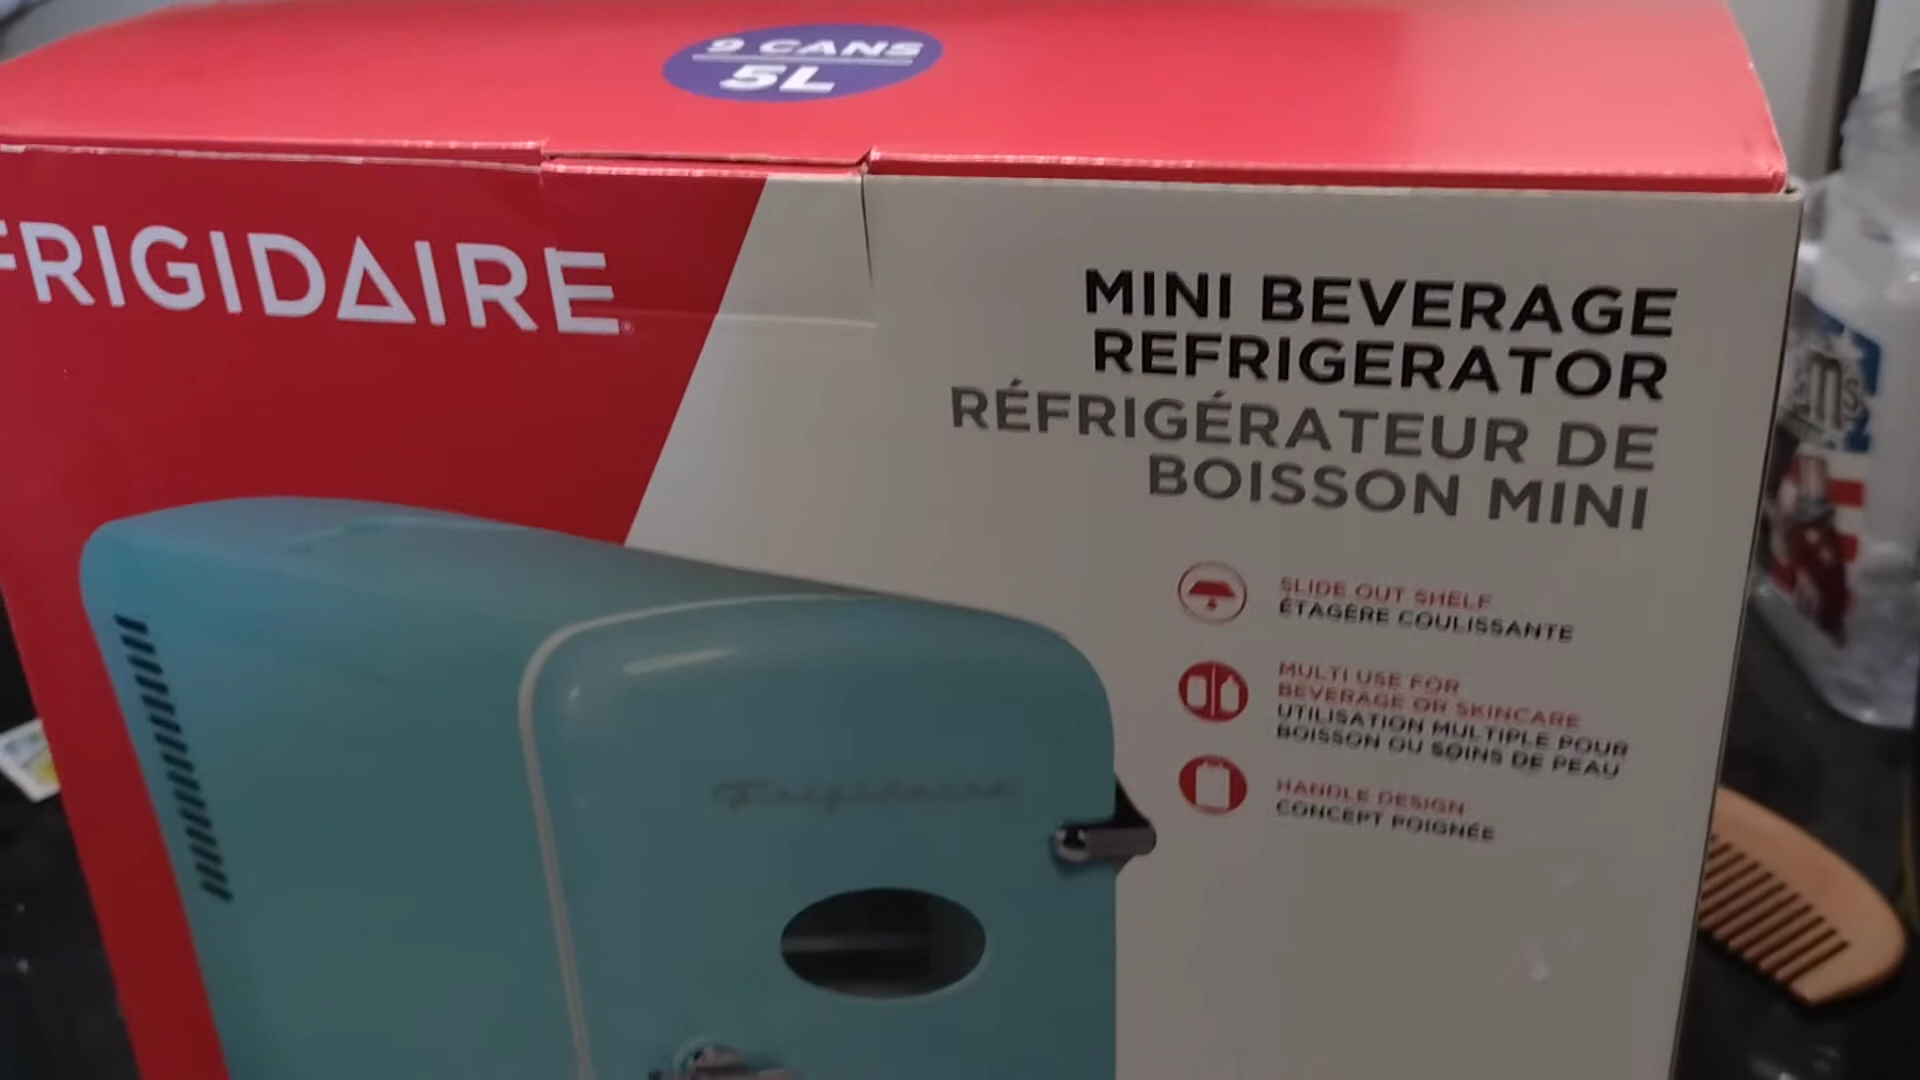 9 CANS
5L
FRIGIDAIRE
MINI BEVERAGE
REFRIGERATOR
RÉFRIGÉRATEUR DE
BOISSON MINI
SLIDE OUT SHELF
ÉTAGÈRE COULISSANTE
MULTI USE FOR
BEVERAGE OR SKINCARE
UTILISATION MULTIPLE POUR
BOISSON OU SOINS DE PEAU
HANDLE DESIGN
CONCEPT POIGNÉE
Frigidaire